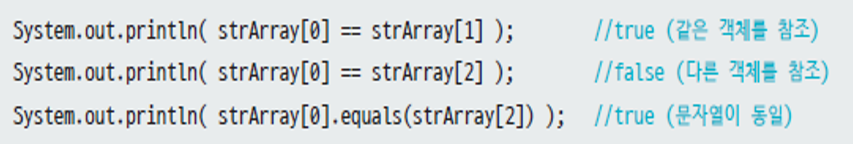 System.out.println( strArray[0] == strArray[1] ); //true (같은 객체를 참조)
System.out.println( strArray[0] == strArray[2] ); //false (다른 객체를 참조)
System.out.println( strArray[0].equals(strArray[2]) ); //true (문자열이 동일)